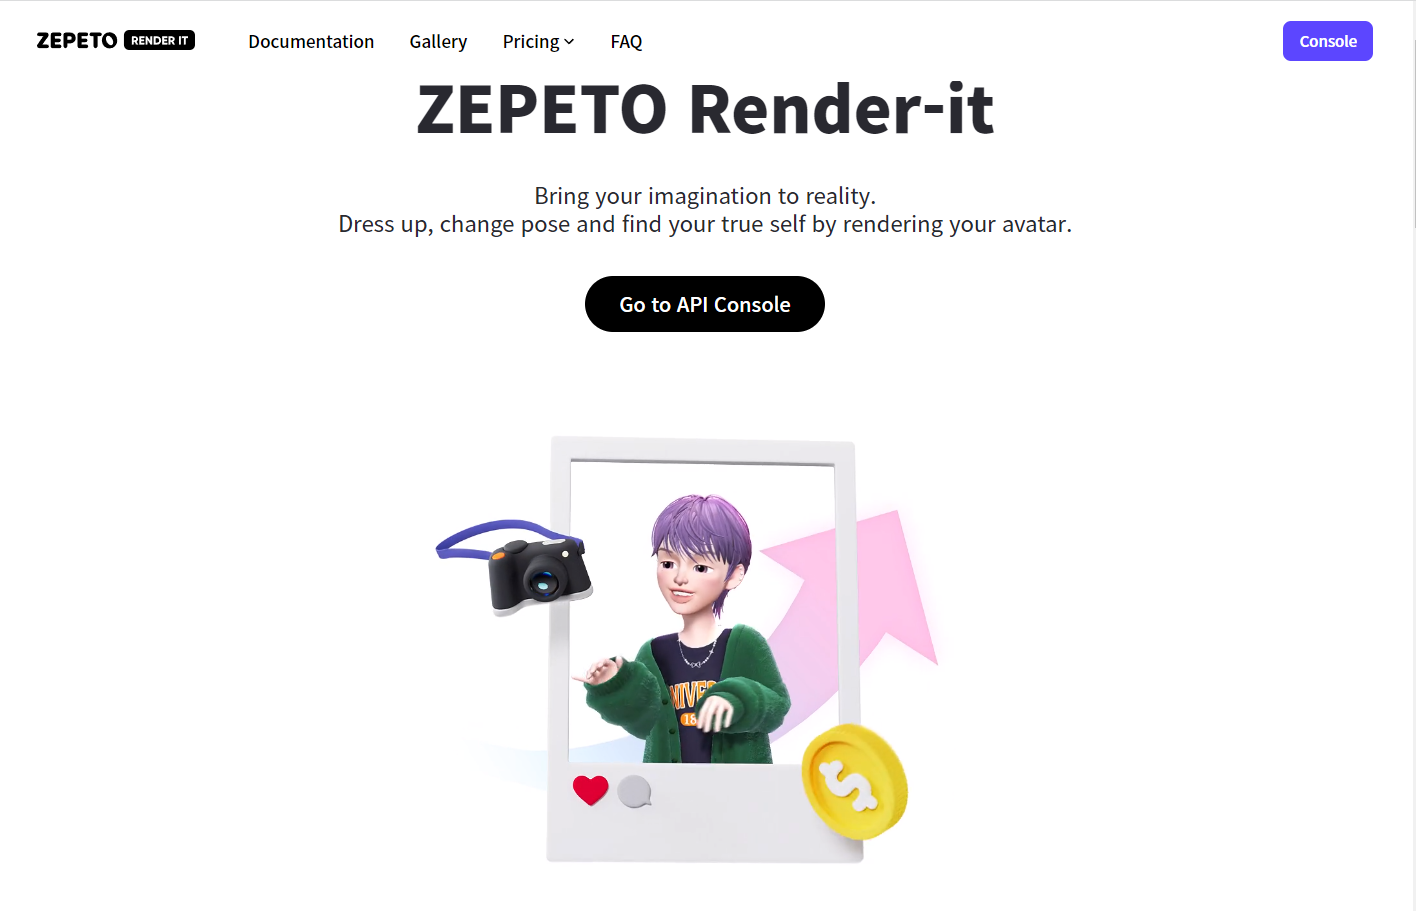 ZEPETO RENDER IT Documentation Gallery Pricing FAQ Console
ZEPETO Render-it
Bring your imagination to reality.
Dress up, change pose and find your true self by rendering your avatar.
Go to API Console
NIVER
18
$